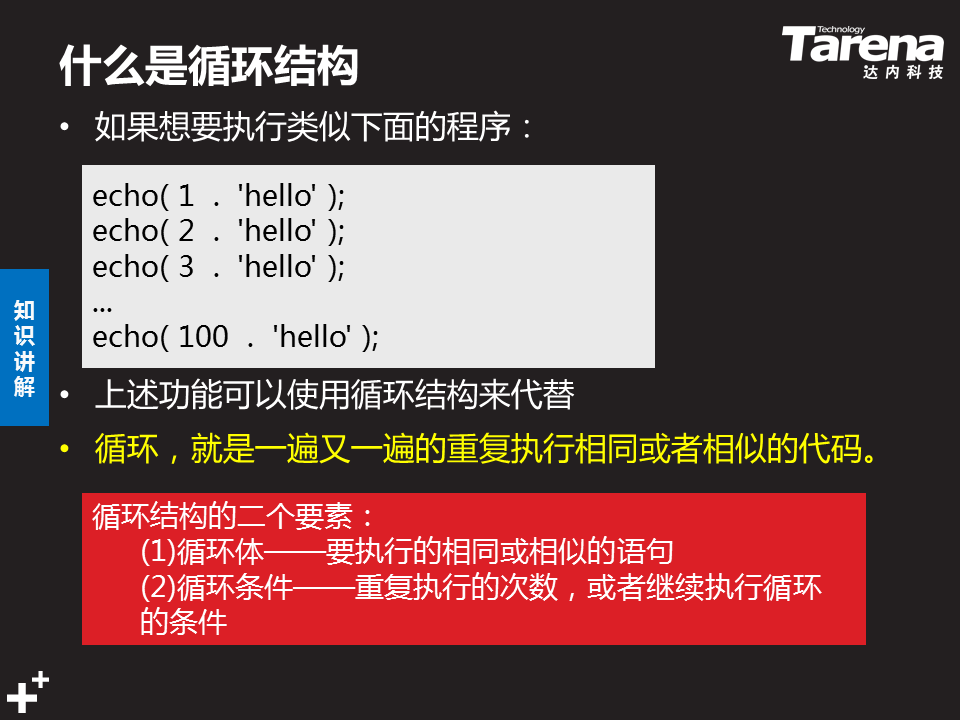 什么是循环结构
Technology
Tarena
达内科技
• 如果想要执行类似下面的程序：
echo( 1 . 'hello' );
echo( 2 . 'hello' );
echo( 3 . 'hello' );
...
echo( 100 . 'hello' );
知识讲解
• 上述功能可以使用循环结构来代替
• 循环，就是一遍又一遍的重复执行相同或者相似的代码。
循环结构的二个要素：
(1)循环体——要执行的相同或相似的语句
(2)循环条件——重复执行的次数，或者继续执行循环
的条件